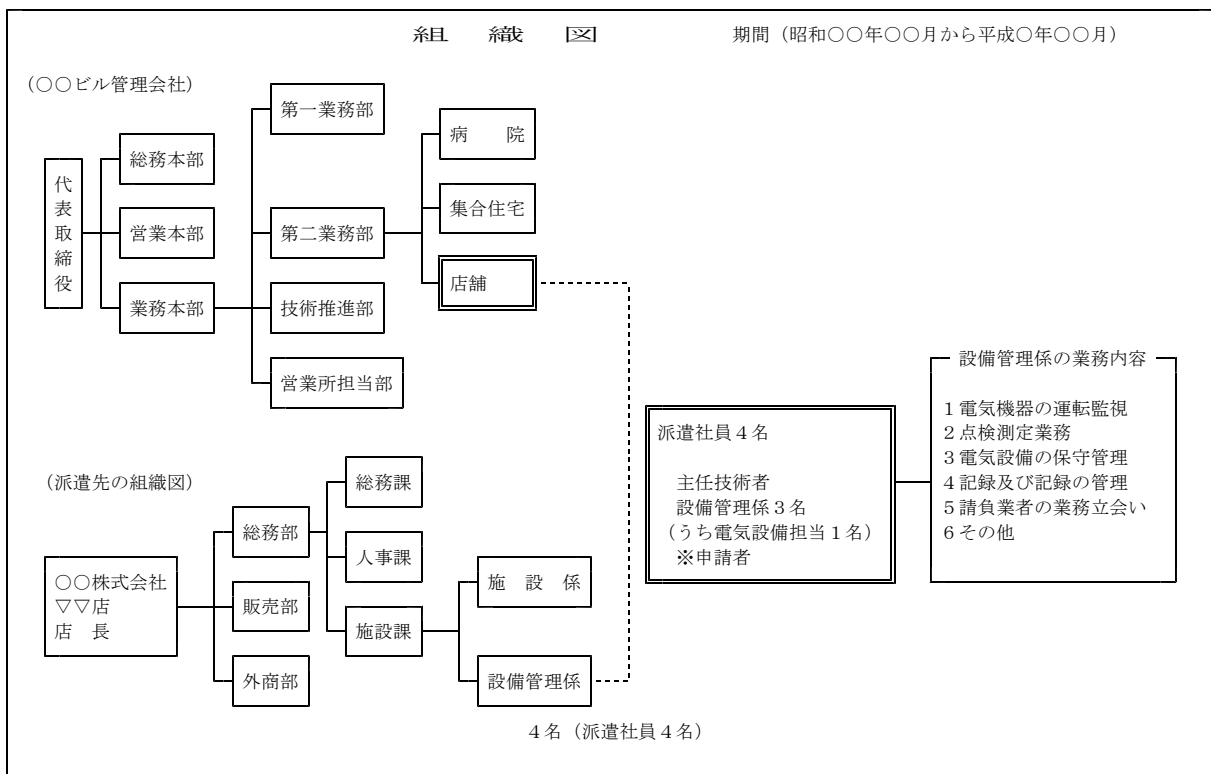 組 織 図
期間（昭和○○年○○月から平成○年○○月）
（○○ビル管理会社）
代表取締役
総務本部
営業本部
業務本部
第一業務部
第二業務部
技術推進部
営業所担当部
病 院
集合住宅
店舗
（派遣先の組織図）
○○株式会社
▽▽店
店 長
総務部
販売部
外商部
総務課
人事課
施設課
施 設 係
設備管理係
4名（派遣社員4名）
派遣社員4名
主任技術者
設備管理係3名
（うち電気設備担当1名）
※申請者
設備管理係の業務内容
1電気機器の運転監視
2点検測定業務
3電気設備の保守管理
4記録及び記録の管理
5請負業者の業務立会い
6その他